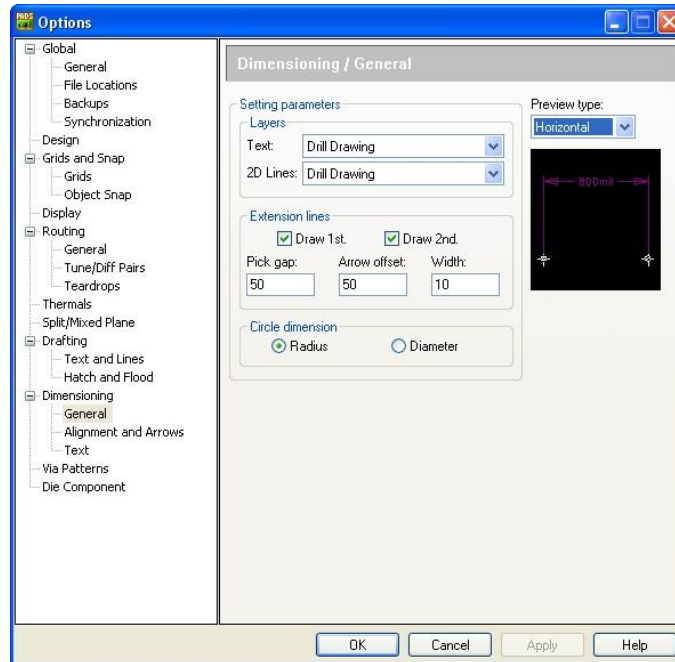 PADS
Options
Global
General
File Locations
Backups
Synchronization
Design
Grids and Snap
Grids
Object Snap
Display
Routing
General
Tune/Diff Pairs
Teardrops
Thermals
Split/Mixed Plane
Drafting
Text and Lines
Hatch and Flood
Dimensioning
General
Alignment and Arrows
Text
Via Patterns
Die Component
Dimensioning / General
Setting parameters
Layers
Text: Drill Drawing
2D Lines: Drill Drawing
Extension lines
Draw 1st. Draw 2nd.
Pick gap: Arrow offset: Width:
50 50 10
Circle dimension
Radius Diameter
Preview type:
Horizontal
800mil
OK Cancel Apply Help